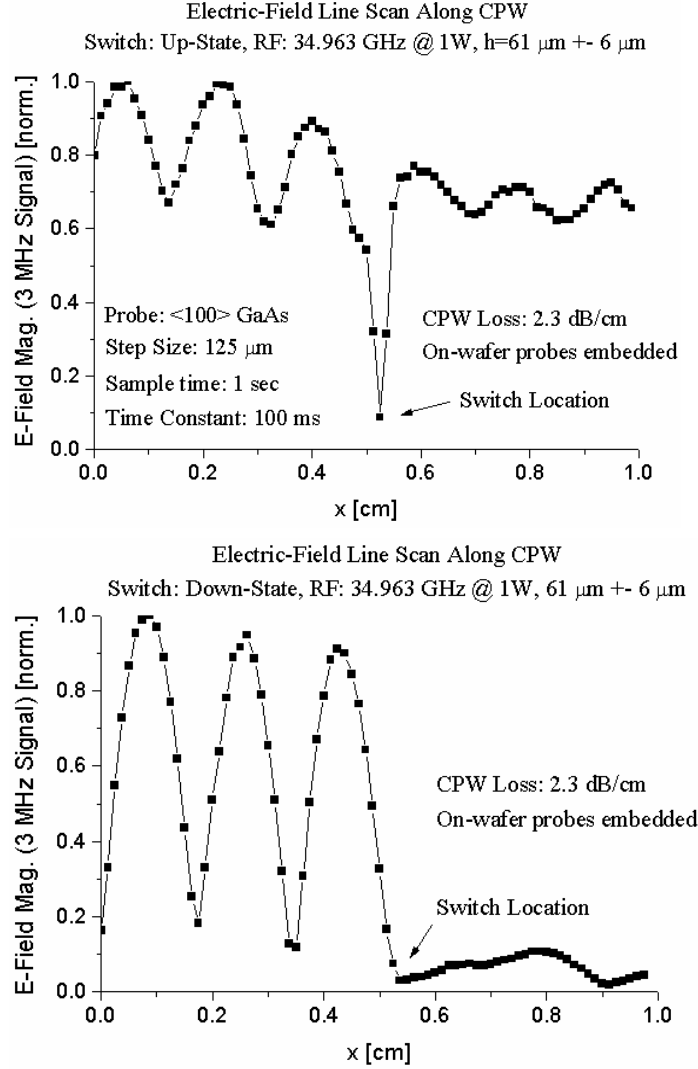 Electric-Field Line Scan Along CPW
Switch: Up-State, RF: 34.963 GHz @ 1W, h=61 μm +- 6 μm
E-Field Mag. (3 MHz Signal) [norm.]
1.0
0.8
0.6
0.4
0.2
0.0
Probe: <100> GaAs
Step Size: 125 μm
Sample time: 1 sec
Time Constant: 100 ms
CPW Loss: 2.3 dB/cm
On-wafer probes embedded
Switch Location
0.0 0.2 0.4 0.6 0.8 1.0
x [cm]
Electric-Field Line Scan Along CPW
Switch: Down-State, RF: 34.963 GHz @ 1W, 61 μm +- 6 μm
E-Field Mag. (3 MHz Signal) [norm.]
1.0
0.8
0.6
0.4
0.2
0.0
CPW Loss: 2.3 dB/cm
On-wafer probes embedded
Switch Location
0.0 0.2 0.4 0.6 0.8 1.0
x [cm]